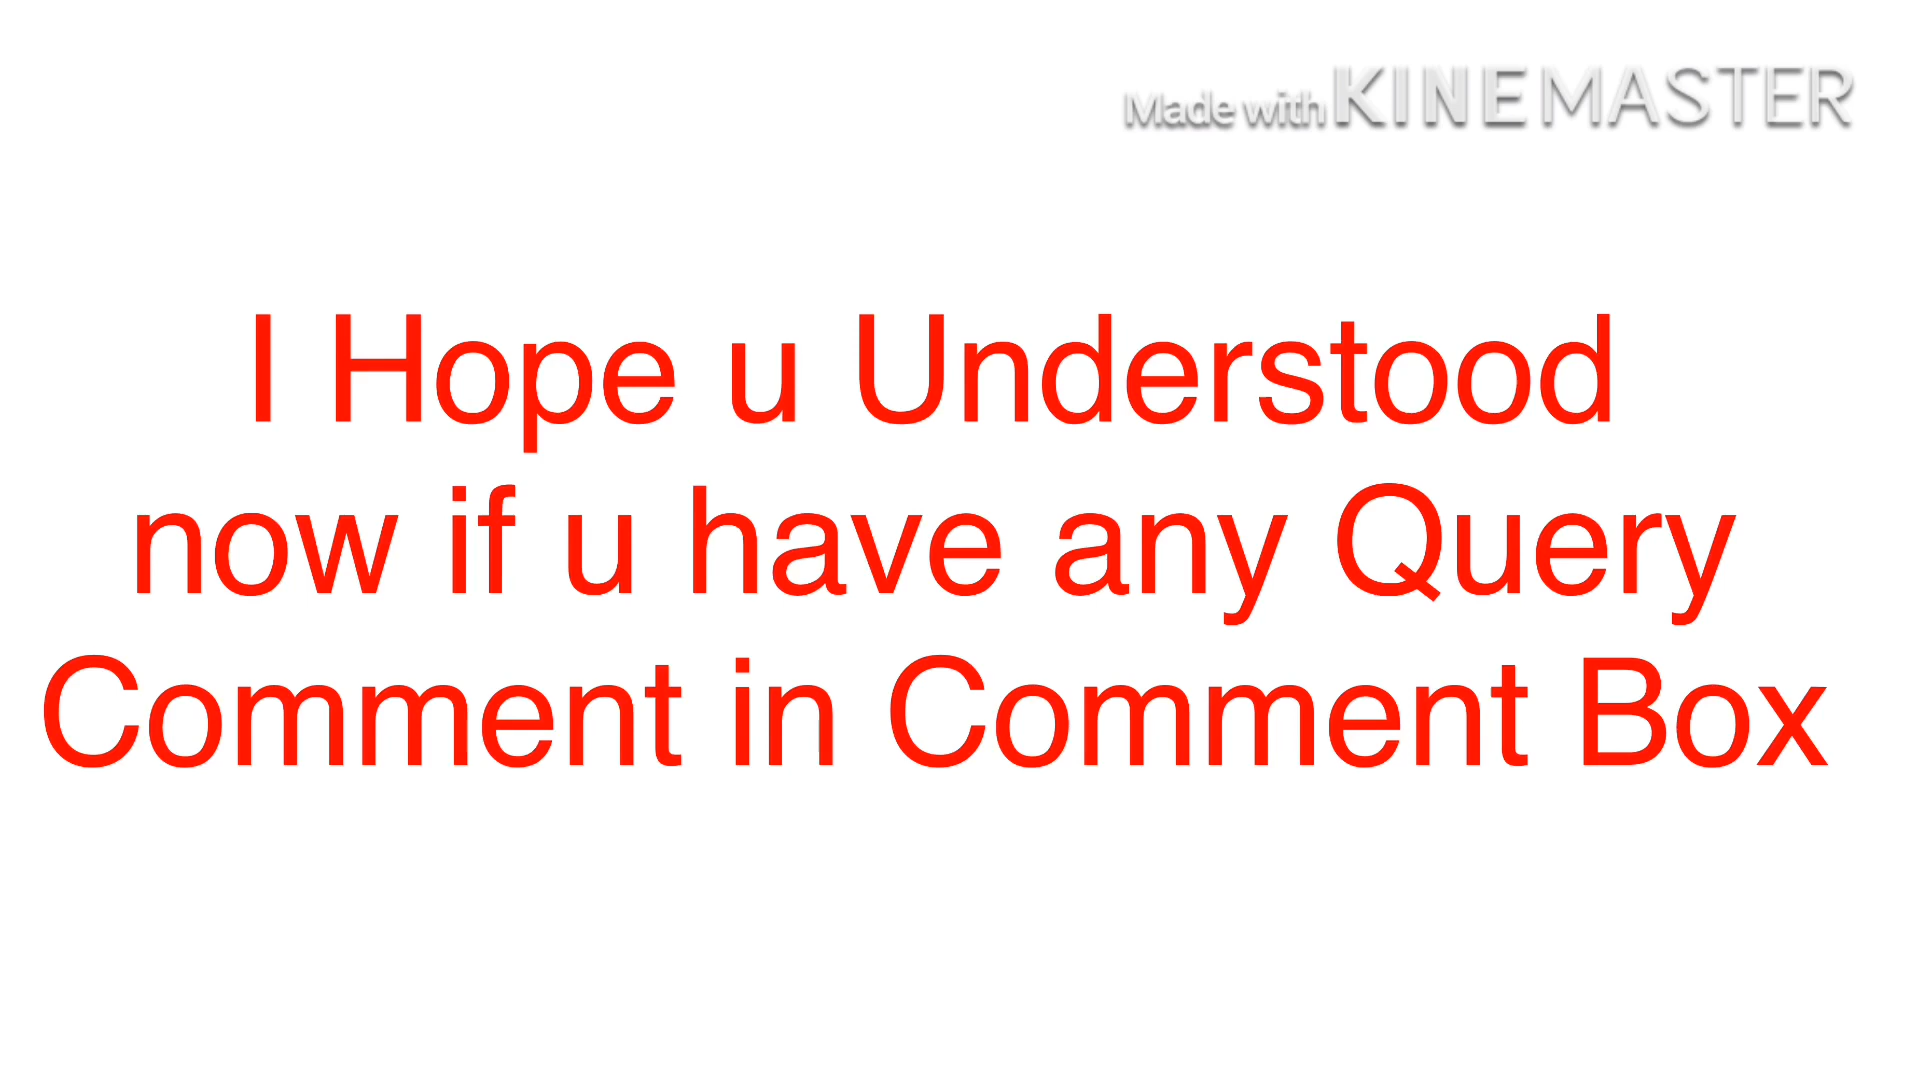 Made with KINEMASTER
I Hope u Understood
now if u have any Query
Comment in Comment Box